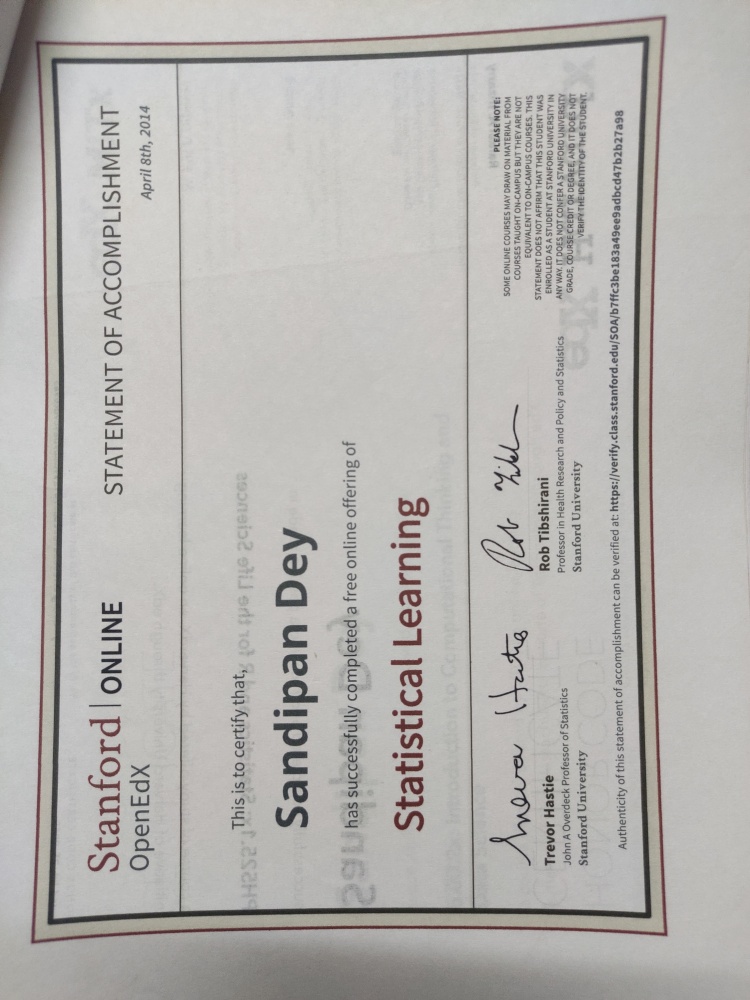 Stanford | ONLINE
OpenEdX
STATEMENT OF ACCOMPLISHMENT
April 8th, 2014
This is to certify that,
Sandipan Dey
has successfully completed a free online offering of
Statistical Learning
Trevor Hastie
John A Overdeck Professor of Statistics
Stanford University
Rob Tibshirani
Professor in Health Research and Policy and Statistics
Stanford University
PLEASE NOTE:
SOME ONLINE COURSES MAY DRAW ON MATERIAL FROM
COURSES TAUGHT ON-CAMPUS BUT THEY ARE NOT
EQUIVALENT TO ON-CAMPUS COURSES. THIS
STATEMENT DOES NOT AFFIRM THAT THIS STUDENT WAS
ENROLLED AS A STUDENT AT STANFORD UNIVERSITY IN
ANY WAY. IT DOES NOT CONFER A STANFORD UNIVERSITY
GRADE, COURSE CREDIT OR DEGREE, AND IT DOES NOT
VERIFY THE IDENTITY OF THE STUDENT.
Authenticity of this statement of accomplishment can be verified at: https://verify.class.stanford.edu/SOA/b7ffc3be183a49ee9adbcd47b2b27a98